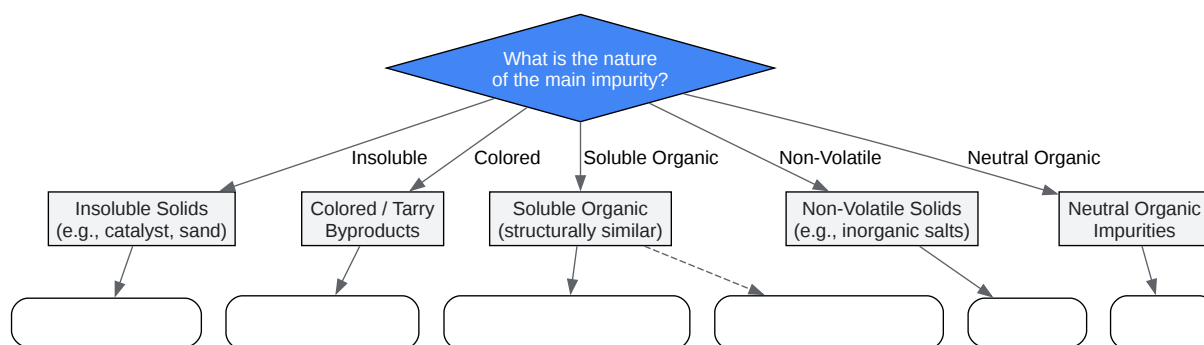 What is the nature
of the main impurity?
Insoluble
Colored
Soluble Organic
Non-Volatile
Neutral Organic
Insoluble Solids
(e.g., catalyst, sand)
Colored / Tarry
Byproducts
Soluble Organic
(structurally similar)
Non-Volatile Solids
(e.g., inorganic salts)
Neutral Organic
Impurities